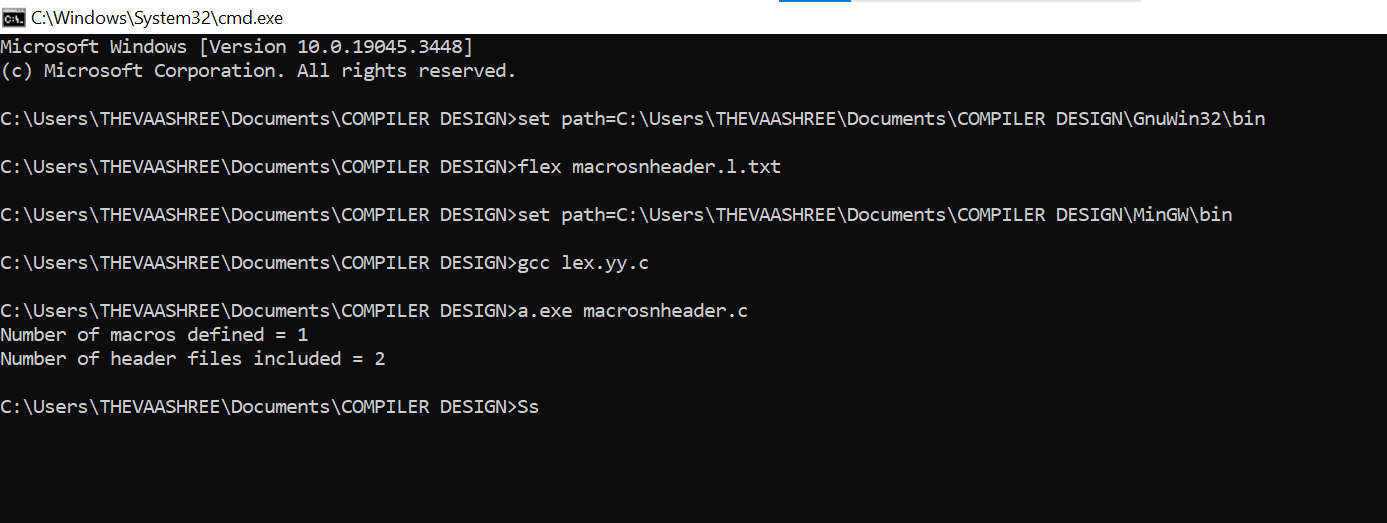 C:\Windows\System32\cmd.exe
Microsoft Windows [Version 10.0.19045.3448]
(c) Microsoft Corporation. All rights reserved.
C:\Users\THEVAASHREE\Documents\COMPILER DESIGN>set path=C:\Users\THEVAASHREE\Documents\COMPILER DESIGN\GnuWin32\bin
C:\Users\THEVAASHREE\Documents\COMPILER DESIGN>flex macrosnheader.l.txt
C:\Users\THEVAASHREE\Documents\COMPILER DESIGN>set path=C:\Users\THEVAASHREE\Documents\COMPILER DESIGN\MinGW\bin
C:\Users\THEVAASHREE\Documents\COMPILER DESIGN>gcc lex.yy.c
C:\Users\THEVAASHREE\Documents\COMPILER DESIGN>a.exe macrosnheader.c
Number of macros defined = 1
Number of header files included = 2
C:\Users\THEVAASHREE\Documents\COMPILER DESIGN>Ss